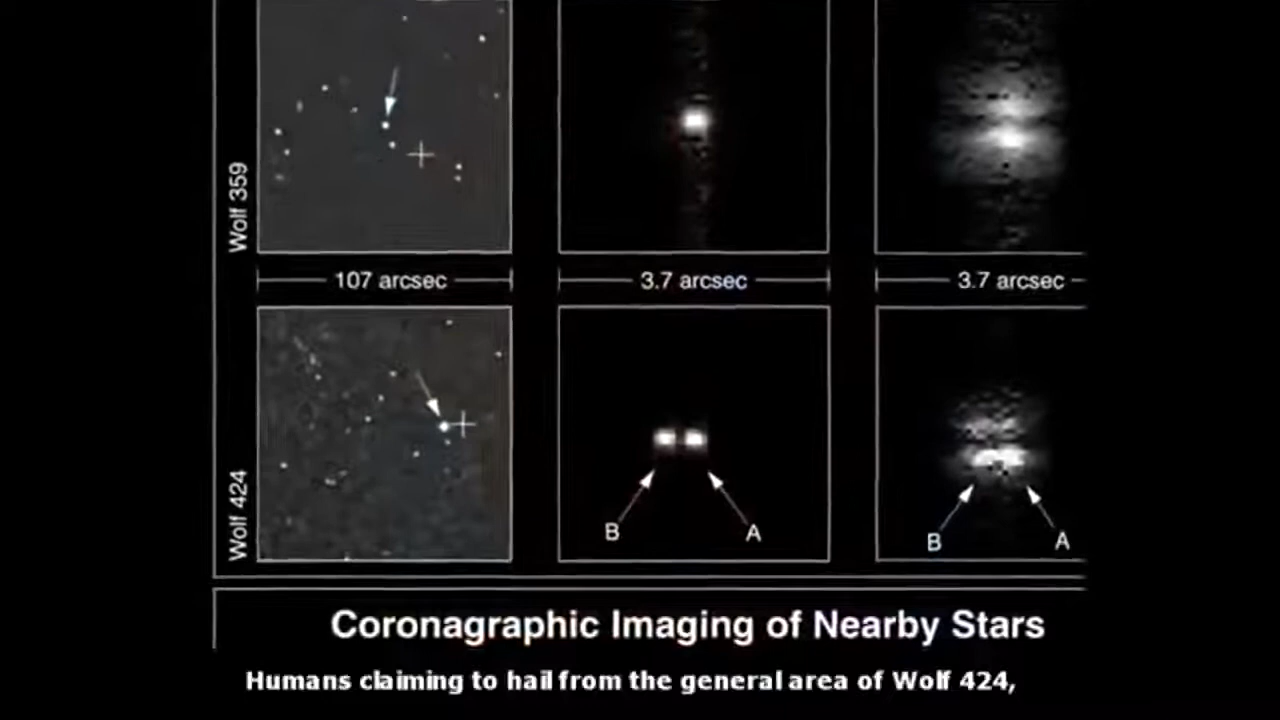 Wolf 359
107 arcsec
3.7 arcsec
3.7 arcsec
Wolf 424
B
A
B
A
Coronagraphic Imaging of Nearby Stars
Humans claiming to hail from the general area of Wolf 424,